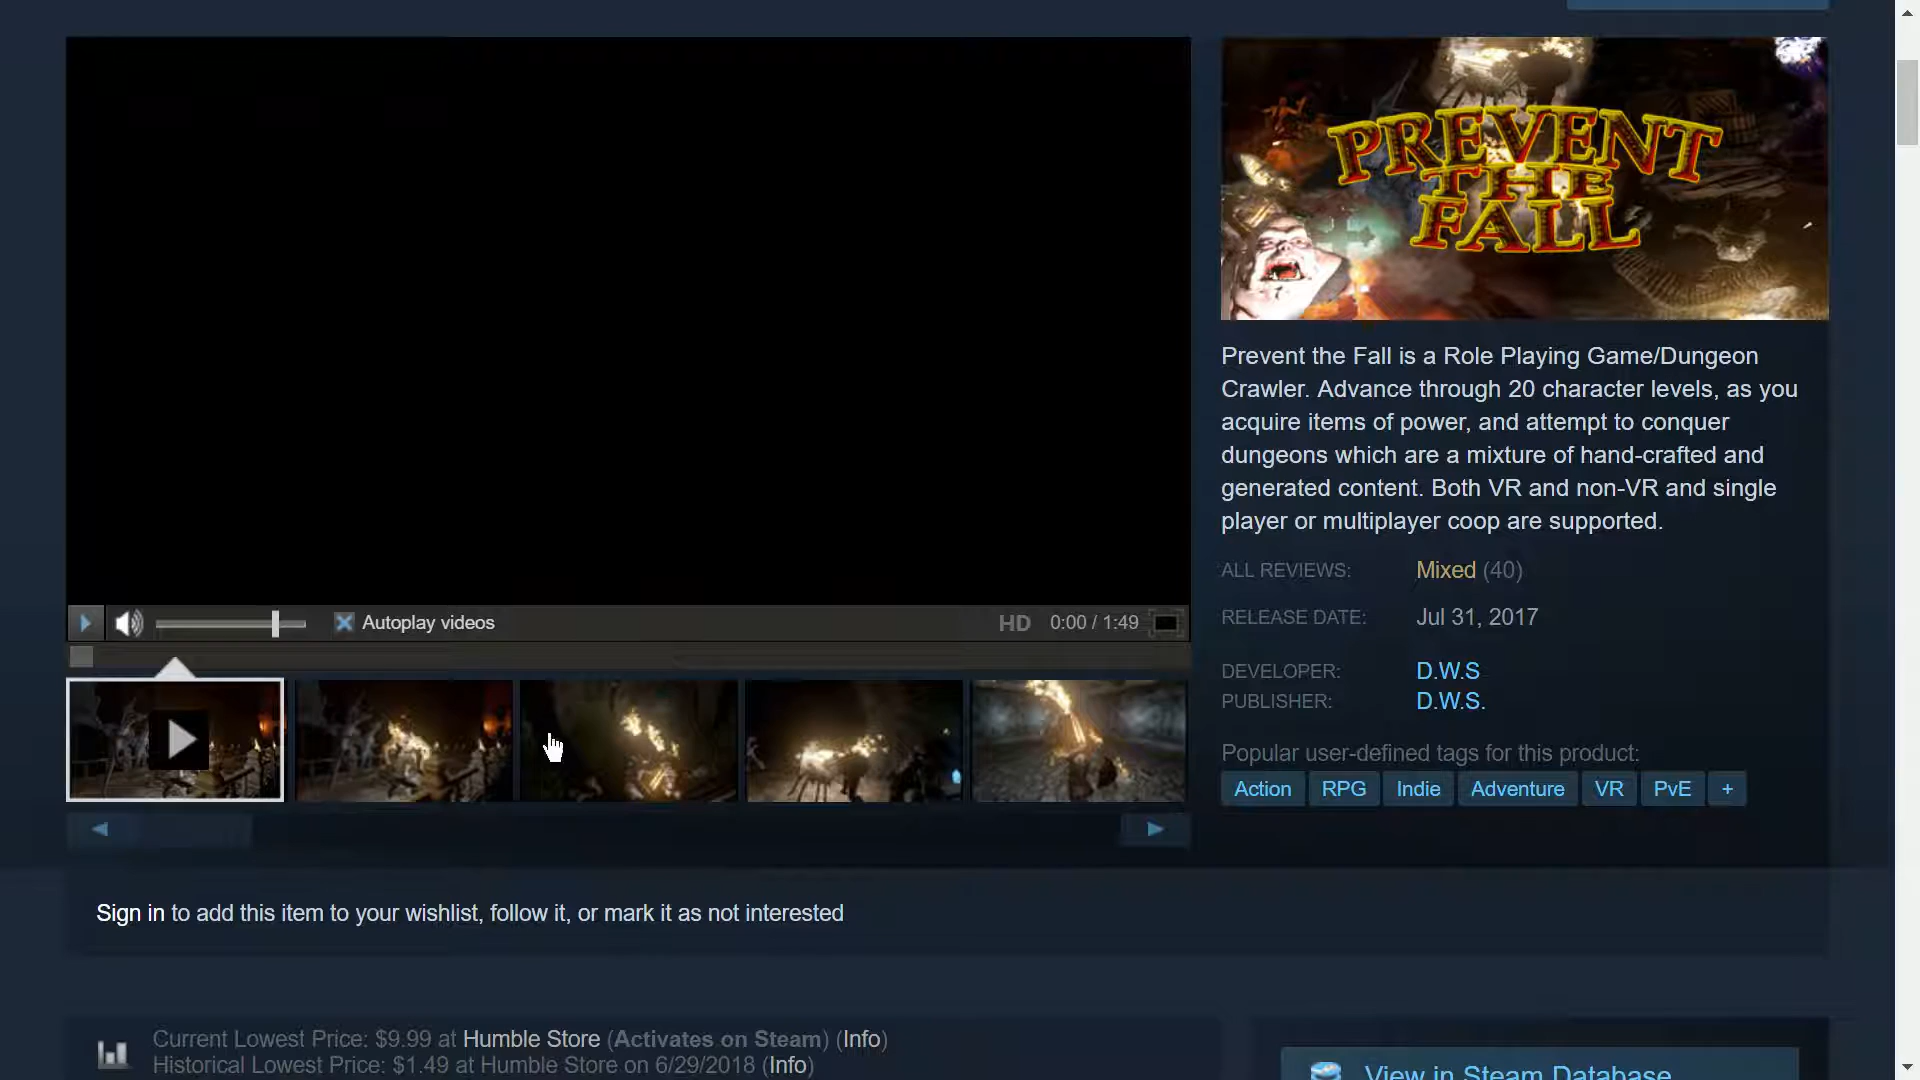 PREVENT
THE
FALL
Prevent the Fall is a Role Playing Game/Dungeon
Crawler. Advance through 20 character levels, as you
acquire items of power, and attempt to conquer
dungeons which are a mixture of hand-crafted and
generated content. Both VR and non-VR and single
player or multiplayer coop are supported.
ALL REVIEWS: Mixed (40)
RELEASE DATE: Jul 31, 2017
DEVELOPER: D.W.S
PUBLISHER: D.W.S.
Popular user-defined tags for this product:
Action RPG Indie Adventure VR PvE +
Autoplay videos HD 0:00 / 1:49
Sign in to add this item to your wishlist, follow it, or mark it as not interested
Current Lowest Price: $9.99 at Humble Store (Activates on Steam) (Info)
Historical Lowest Price: $1.49 at Humble Store on 6/29/2018 (Info)
View in Steam Database